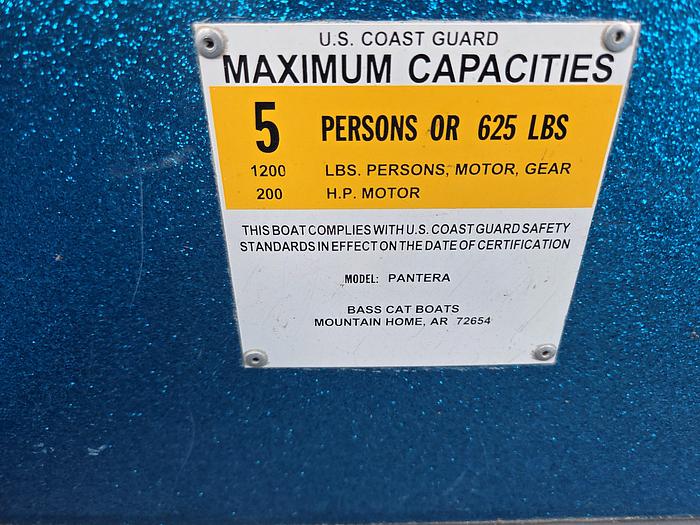 U.S. COAST GUARD
MAXIMUM CAPACITIES
5 PERSONS OR 625 LBS
1200 LBS. PERSONS, MOTOR, GEAR
200 H.P. MOTOR
THIS BOAT COMPLIES WITH U.S. COAST GUARD SAFETY
STANDARDS IN EFFECT ON THE DATE OF CERTIFICATION
MODEL: PANTERA
BASS CAT BOATS
MOUNTAIN HOME, AR 72654